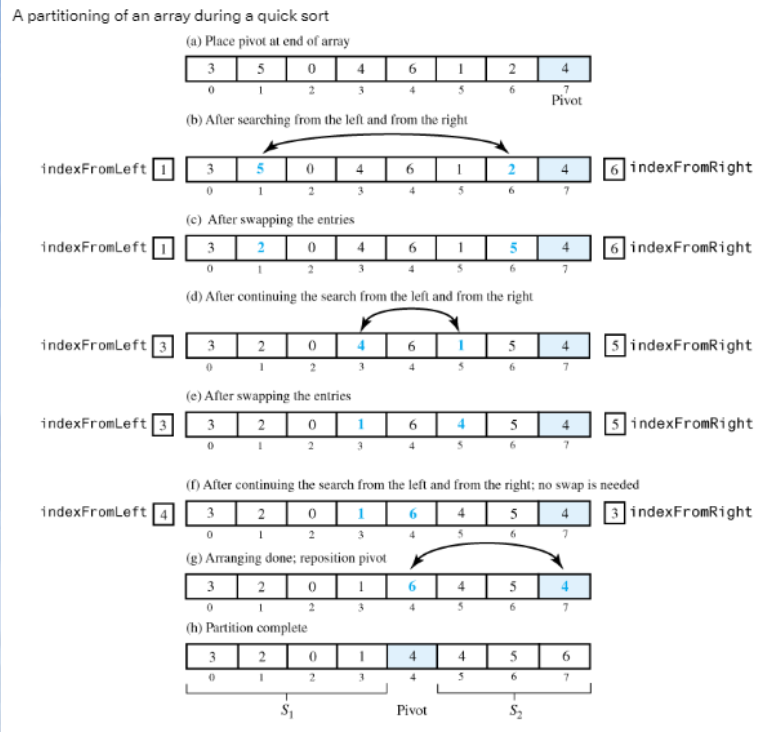 A partitioning of an array during a quick sort
(a) Place pivot at end of array
3 5 0 4 6 1 2 4
0 1 2 3 4 5 6 7
Pivot
(b) After searching from the left and from the right
indexFromLeft 1 3 5 0 4 6 1 2 4 6 indexFromRight
0 1 2 3 4 5 6 7
(c) After swapping the entries
indexFromLeft 1 3 2 0 4 6 1 5 4 6 indexFromRight
0 1 2 3 4 5 6 7
(d) After continuing the search from the left and from the right
indexFromLeft 3 3 2 0 4 6 1 5 4 5 indexFromRight
0 1 2 3 4 5 6 7
(e) After swapping the entries
indexFromLeft 3 3 2 0 1 6 4 5 4 5 indexFromRight
0 1 2 3 4 5 6 7
(f) After continuing the search from the left and from the right; no swap is needed
indexFromLeft 4 3 2 0 1 6 4 5 4 3 indexFromRight
0 1 2 3 4 5 6 7
(g) Arranging done; reposition pivot
3 2 0 1 6 4 5 4
0 1 2 3 4 5 6 7
(h) Partition complete
3 2 0 1 4 4 5 6
0 1 2 3 4 5 6 7
S₁ Pivot S₂